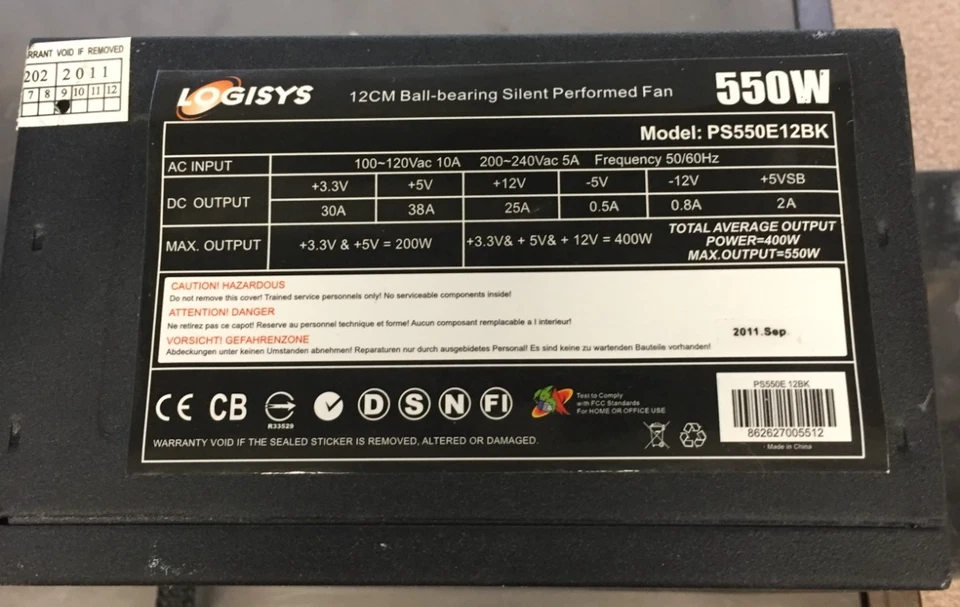 RRANT VOID IF REMOVED
202 2011
7 8 9 10 11 12
LOGISYS 12CM Ball-bearing Silent Performed Fan 550W
Model: PS550E12BK
AC INPUT 100~120Vac 10A 200~240Vac 5A Frequency 50/60Hz
DC OUTPUT +3.3V +5V +12V -5V -12V +5VSB
30A 38A 25A 0.5A 0.8A 2A
MAX. OUTPUT +3.3V & +5V = 200W +3.3V& + 5V& + 12V = 400W TOTAL AVERAGE OUTPUT
POWER=400W
MAX.OUTPUT=550W
CAUTION! HAZARDOUS
Do not remove this cover! Trained service personnels only! No serviceable components inside!
ATTENTION! DANGER
Ne retirez pas ce capot! Reserve au personnel technique et forme! Aucun composant remplacable a l interieur!
VORSICHT! GEFAHRENZONE
Abdeckungen unter keinen Umstanden abnehmen! Reparaturen nur durch ausgebidetes Personal! Es sind keine zu wartenden Bauteile vorhanden!
2011.Sep
CE CB R33529 D S N FI
Test to Comply
with FCC Standards
For HOME OR OFFICE USE
PS550E 12BK
862627005512
Made in China
WARRANTY VOID IF THE SEALED STICKER IS REMOVED, ALTERED OR DAMAGED.